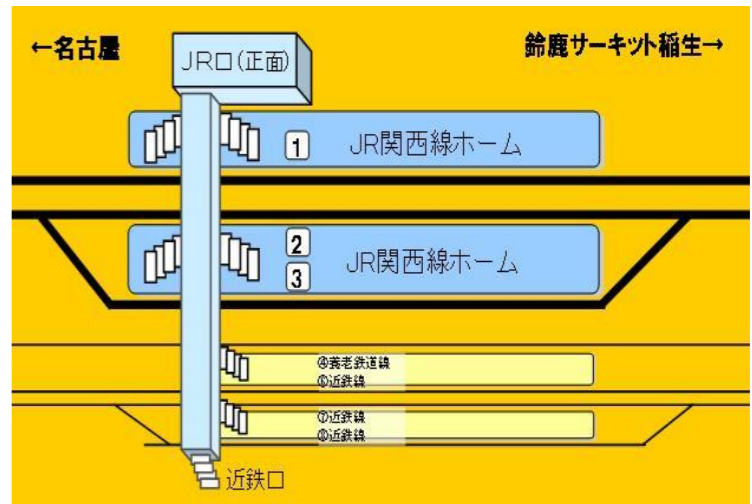 ←名古屋
鈴鹿サーキット稲生→
JR口(正面)
1
JR関西線ホーム
2
3
JR関西線ホーム
④養老鉄道線
⑥近鉄線
⑦近鉄線
⑧近鉄線
近鉄口